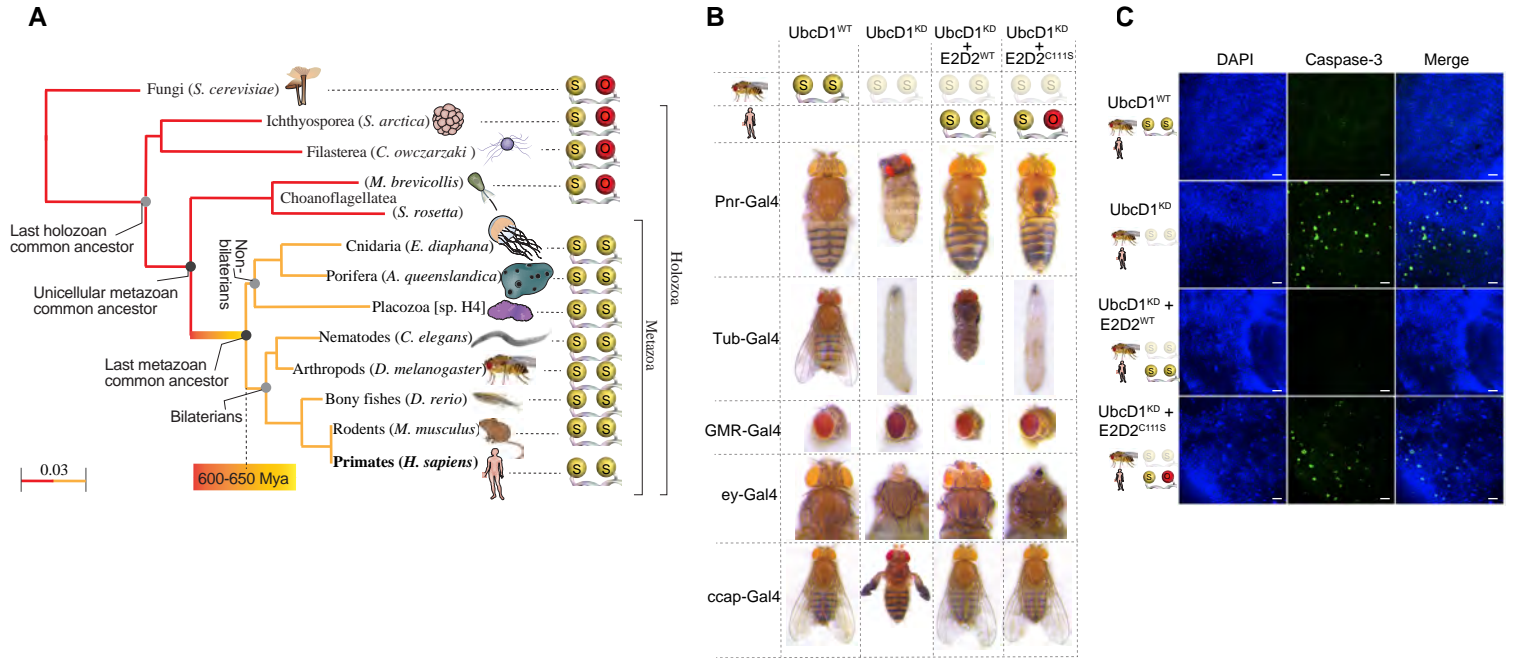 A
Fungi (S. cerevisiae)
S O
Ichthyosporea (S. arctica)
S O
Filasterea (C. owczarzaki )
S O
(M. brevicollis)
S O
Choanoflagellatea
(S. rosetta)
Last holozoan
common ancestor
Non-
bilaterians
Cnidaria (E. diaphana)
S S
Porifera (A. queenslandica)
S S
Unicellular metazoan
common ancestor
Placozoa [sp. H4]
S S
Nematodes (C. elegans)
S S
Last metazoan
common ancestor
Arthropods (D. melanogaster)
S S
Bilaterians
Bony fishes (D. rerio)
S S
Rodents (M. musculus)
S S
Primates (H. sapiens)
S S
Holozoa
Metazoa
0.03
600-650 Mya
B
UbcD1WT
UbcD1KD
UbcD1KD
+
E2D2WT
UbcD1KD
+
E2D2C111S
S S
S S
S S
S S
S S
S O
Pnr-Gal4
Tub-Gal4
GMR-Gal4
ey-Gal4
ccap-Gal4
C
DAPI
Caspase-3
Merge
UbcD1WT
S S
UbcD1KD
S S
UbcD1KD +
E2D2WT
S S
S S
UbcD1KD +
E2D2C111S
S S
S O